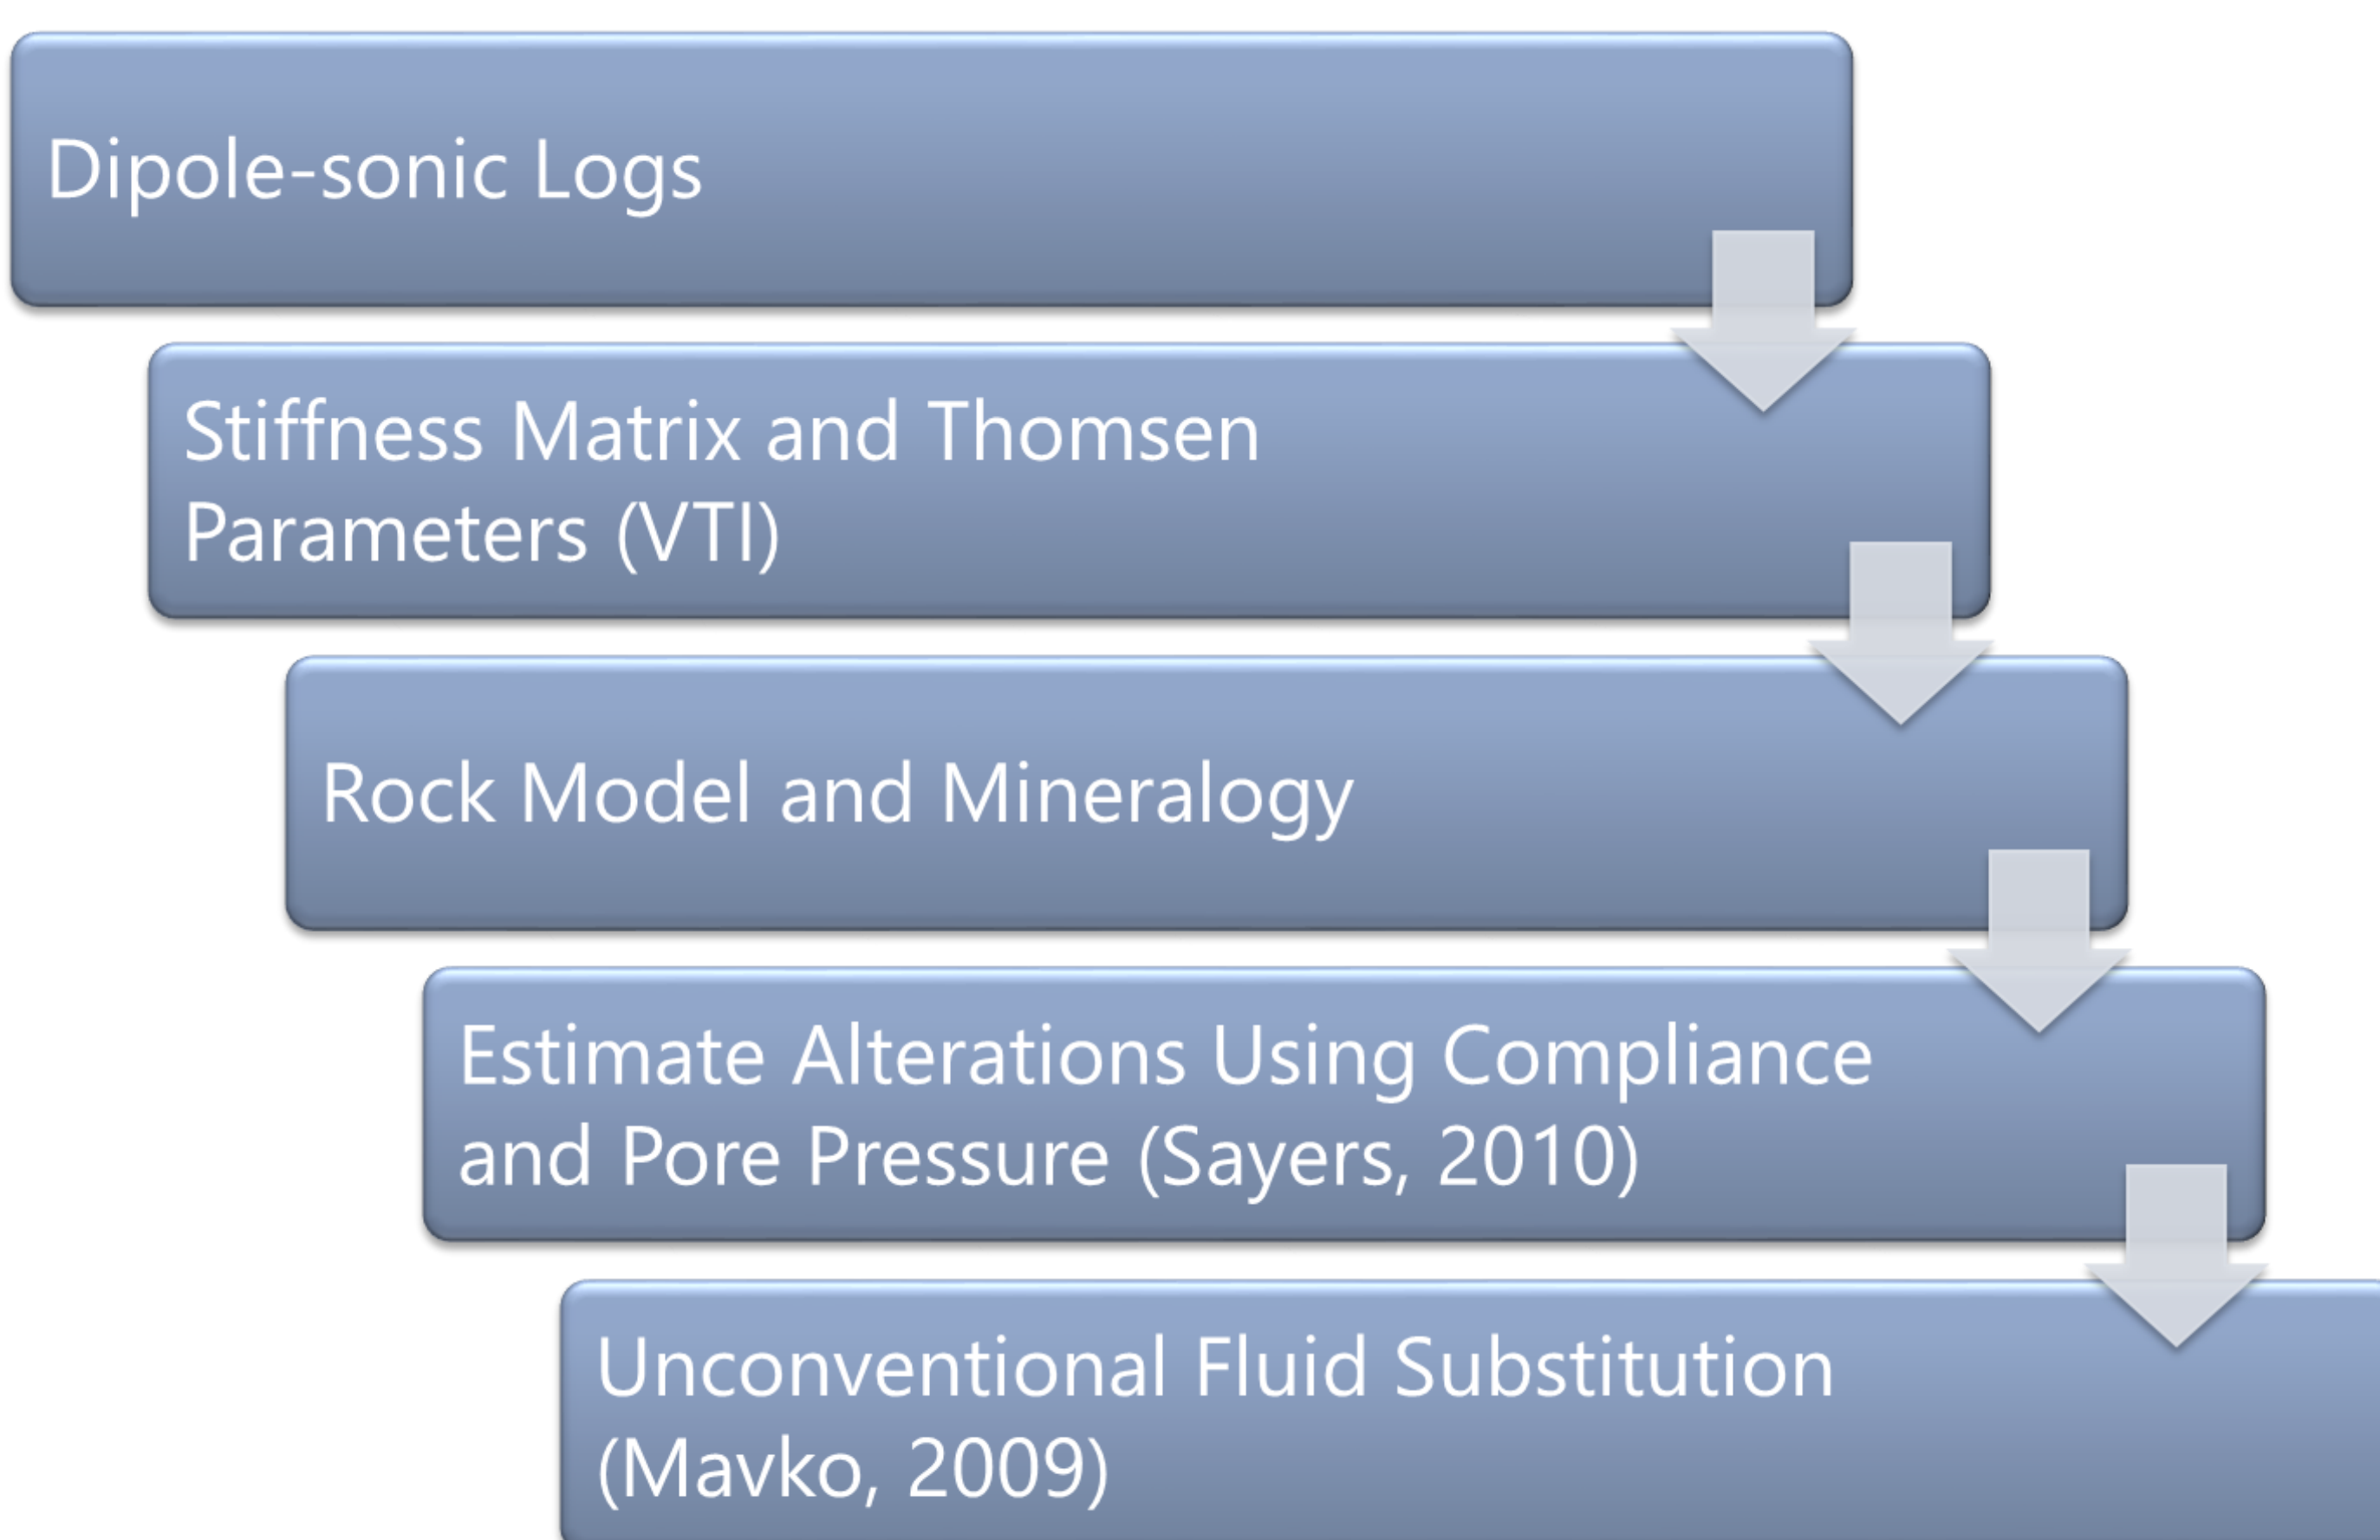 Dipole-sonic Logs
Stiffness Matrix and Thomsen
Parameters (VTI)
Rock Model and Mineralogy
Estimate Alterations Using Compliance
and Pore Pressure (Sayers, 2010)
Unconventional Fluid Substitution
(Mavko, 2009)